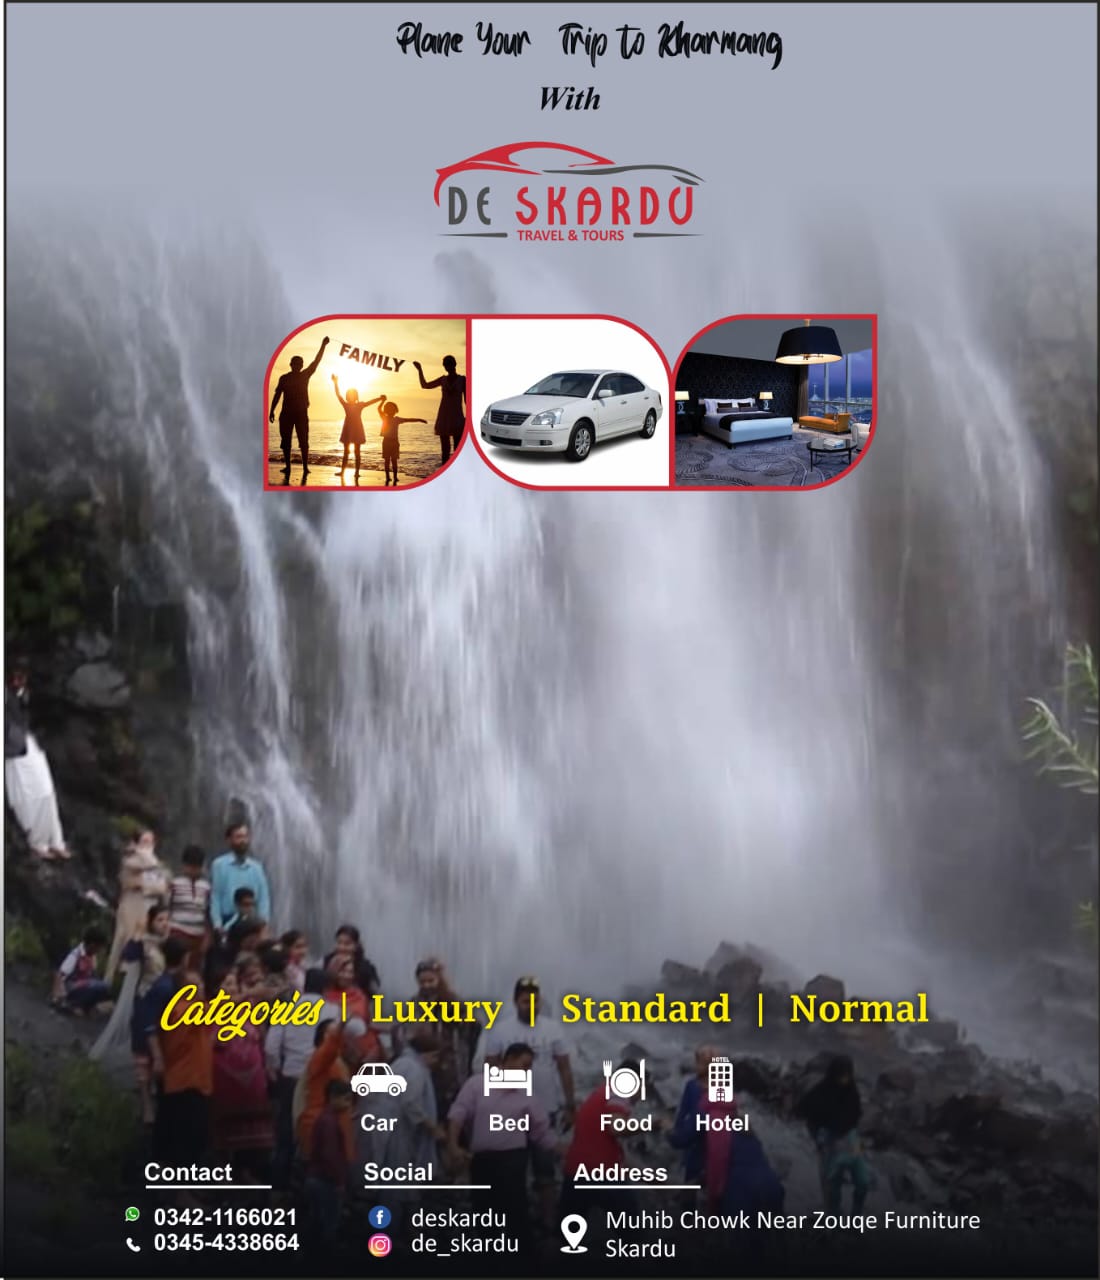 Plane Your Trip to Kharmang
With
DE SKARDU
TRAVEL & TOURS
FAMILY
Categories | Luxury | Standard | Normal
HOTEL
Car Bed Food Hotel
Contact Social Address
0342-1166021 deskardu Muhib Chowk Near Zouqe Furniture
0345-4338664 de_skardu Skardu